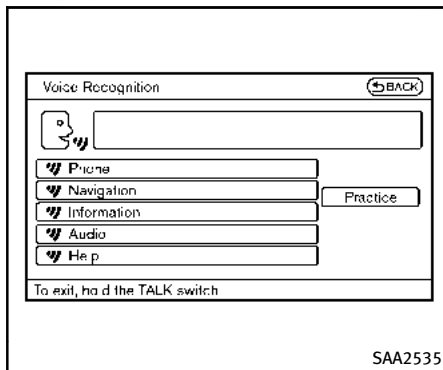 Voice Recognition
BACK
Phone
Navigation
Practice
Information
Audio
Help
To exit, hold the TALK switch
SAA2535